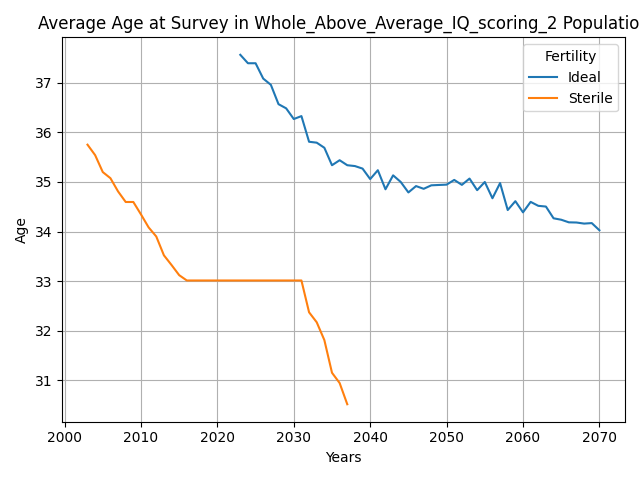 Average Age at Survey in Whole_Above_Average_IQ_scoring_2 Populatio
Fertility
Ideal
Sterile
Age
37
36
35
34
33
32
31
2000 2010 2020 2030 2040 2050 2060 2070
Years